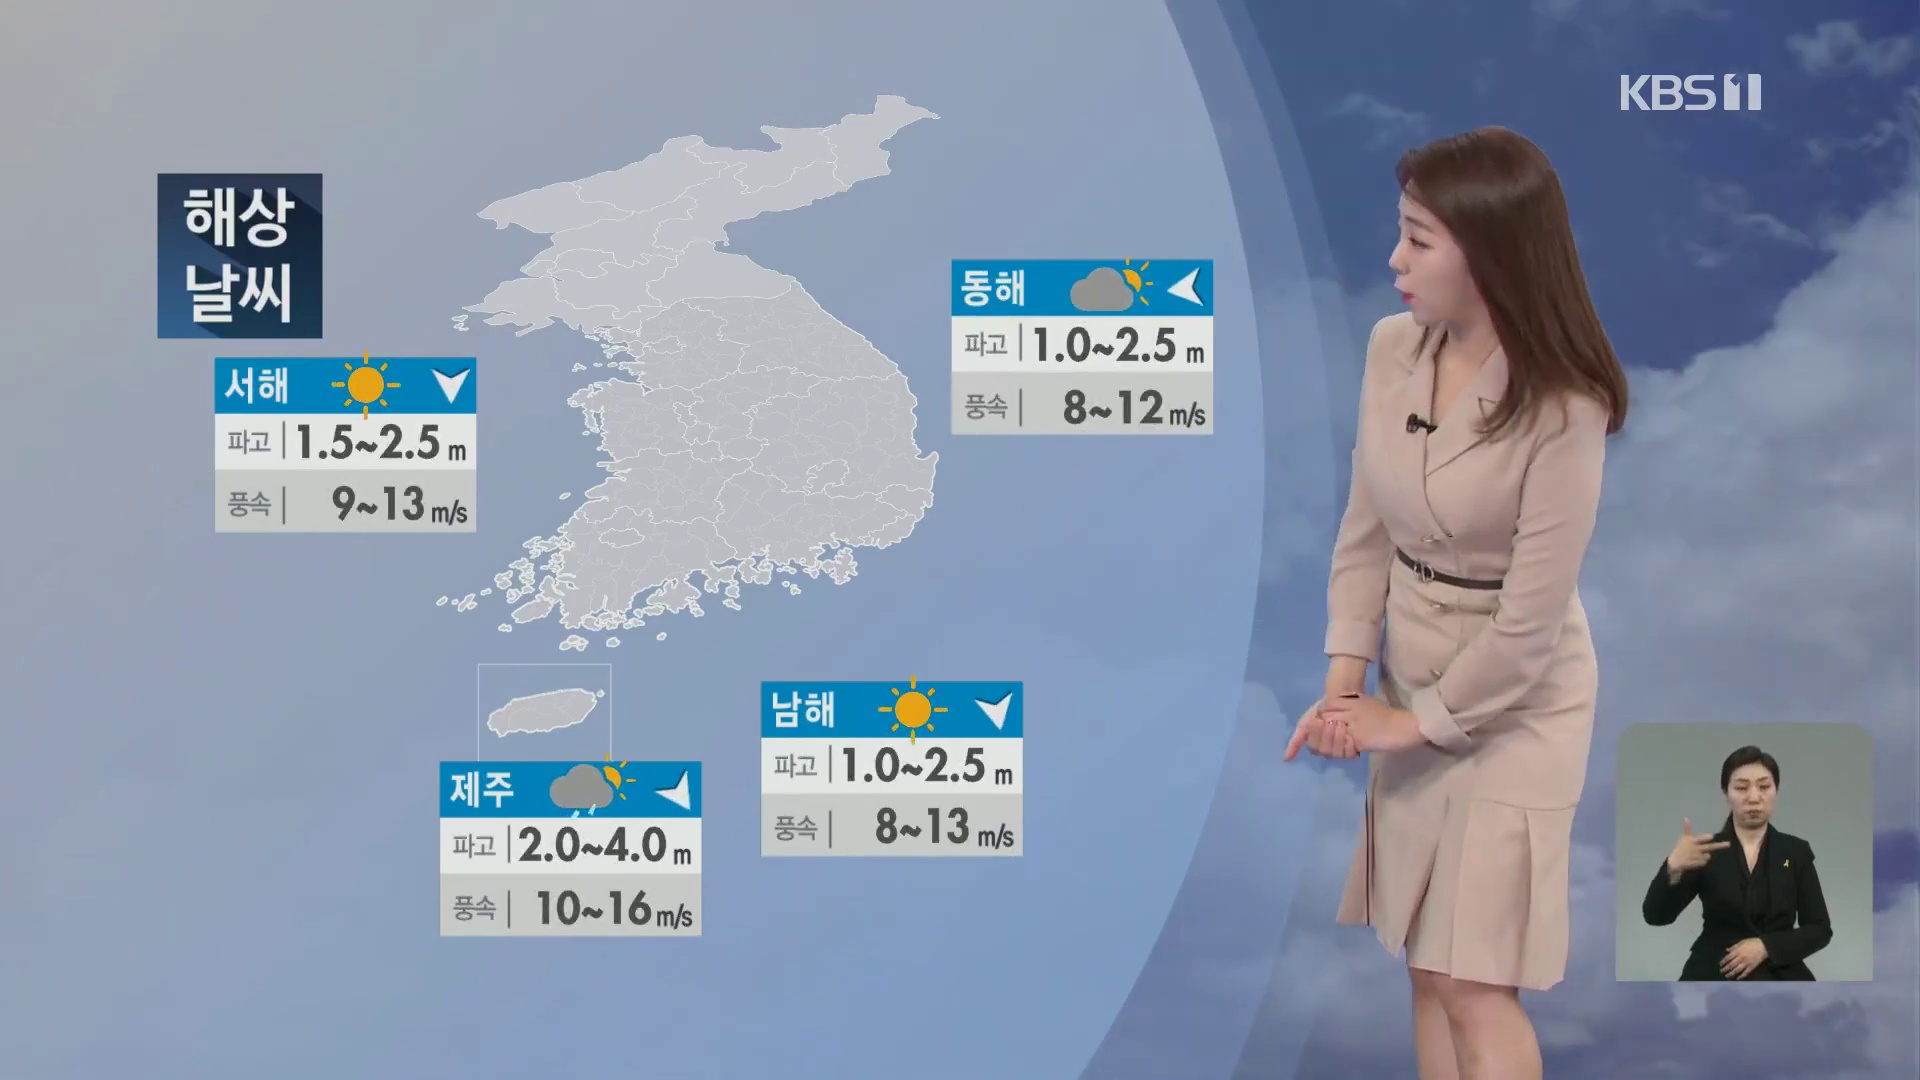 KBS 1
해상
날씨
동해
파고 1.0~2.5 m
풍속 8~12 m/s
서해
파고 1.5~2.5 m
풍속 9~13 m/s
남해
파고 1.0~2.5 m
풍속 8~13 m/s
제주
파고 2.0~4.0 m
풍속 10~16 m/s